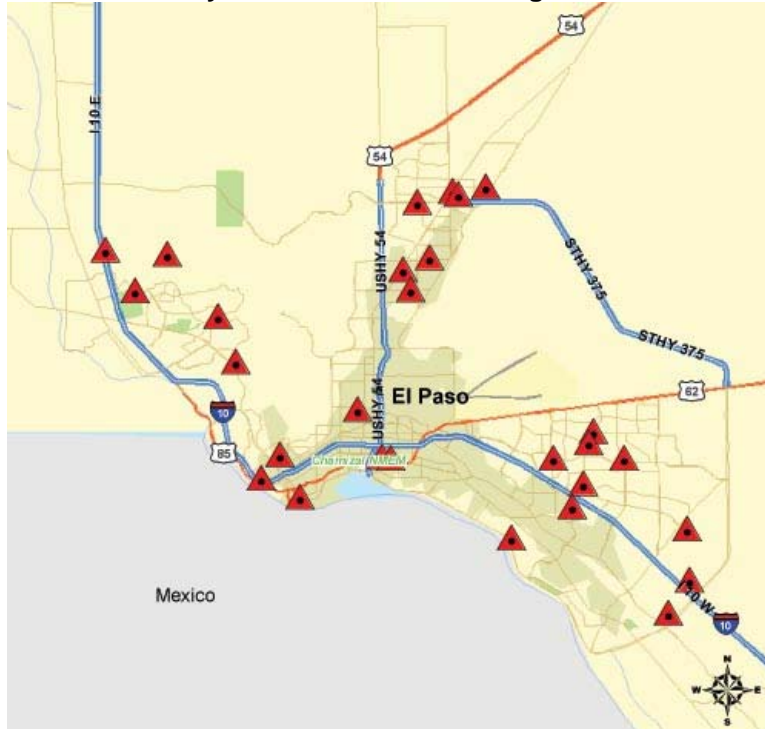 54
I 10 E
54
USHY 54
STHY 375
STHY 375
62
El Paso
USHY 54
10
85
Chamizal NMEM
Mexico
10 W
10
N
W
E
S